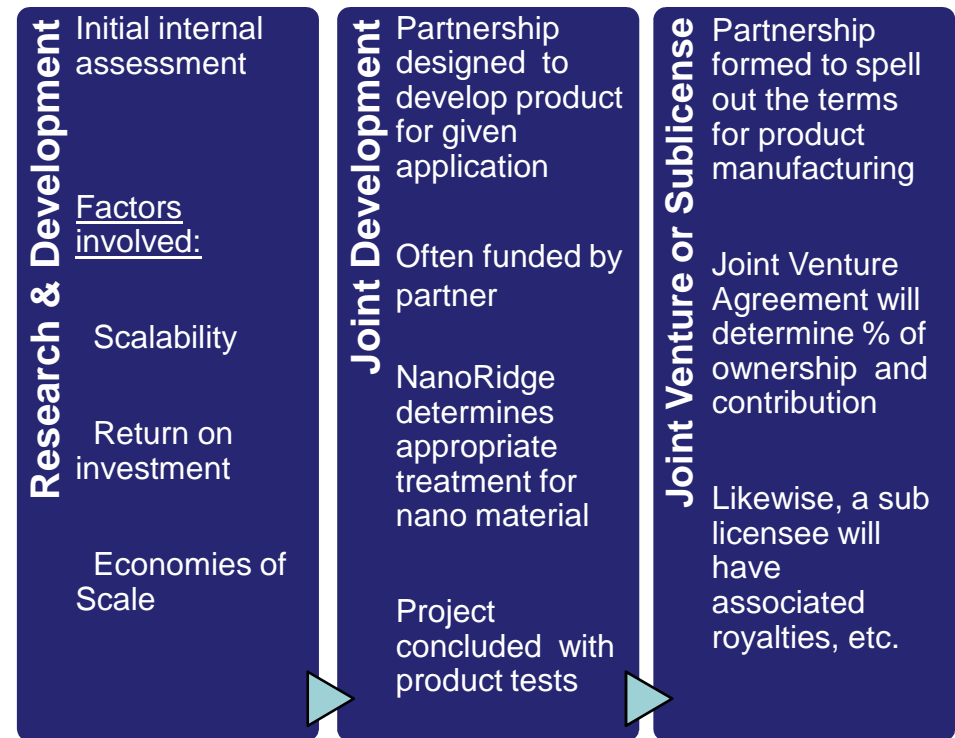 Research & Development
Initial internal
assessment
Factors
involved:
Scalability
Return on
investment
Economies of
Scale
Joint Development
Partnership
designed to
develop product
for given
application
Often funded by
partner
NanoRidge
determines
appropriate
treatment for
nano material
Project
concluded with
product tests
Joint Venture or Sublicense
Partnership
formed to spell
out the terms
for product
manufacturing
Joint Venture
Agreement will
determine % of
ownership and
contribution
Likewise, a sub
licensee will
have
associated
royalties, etc.